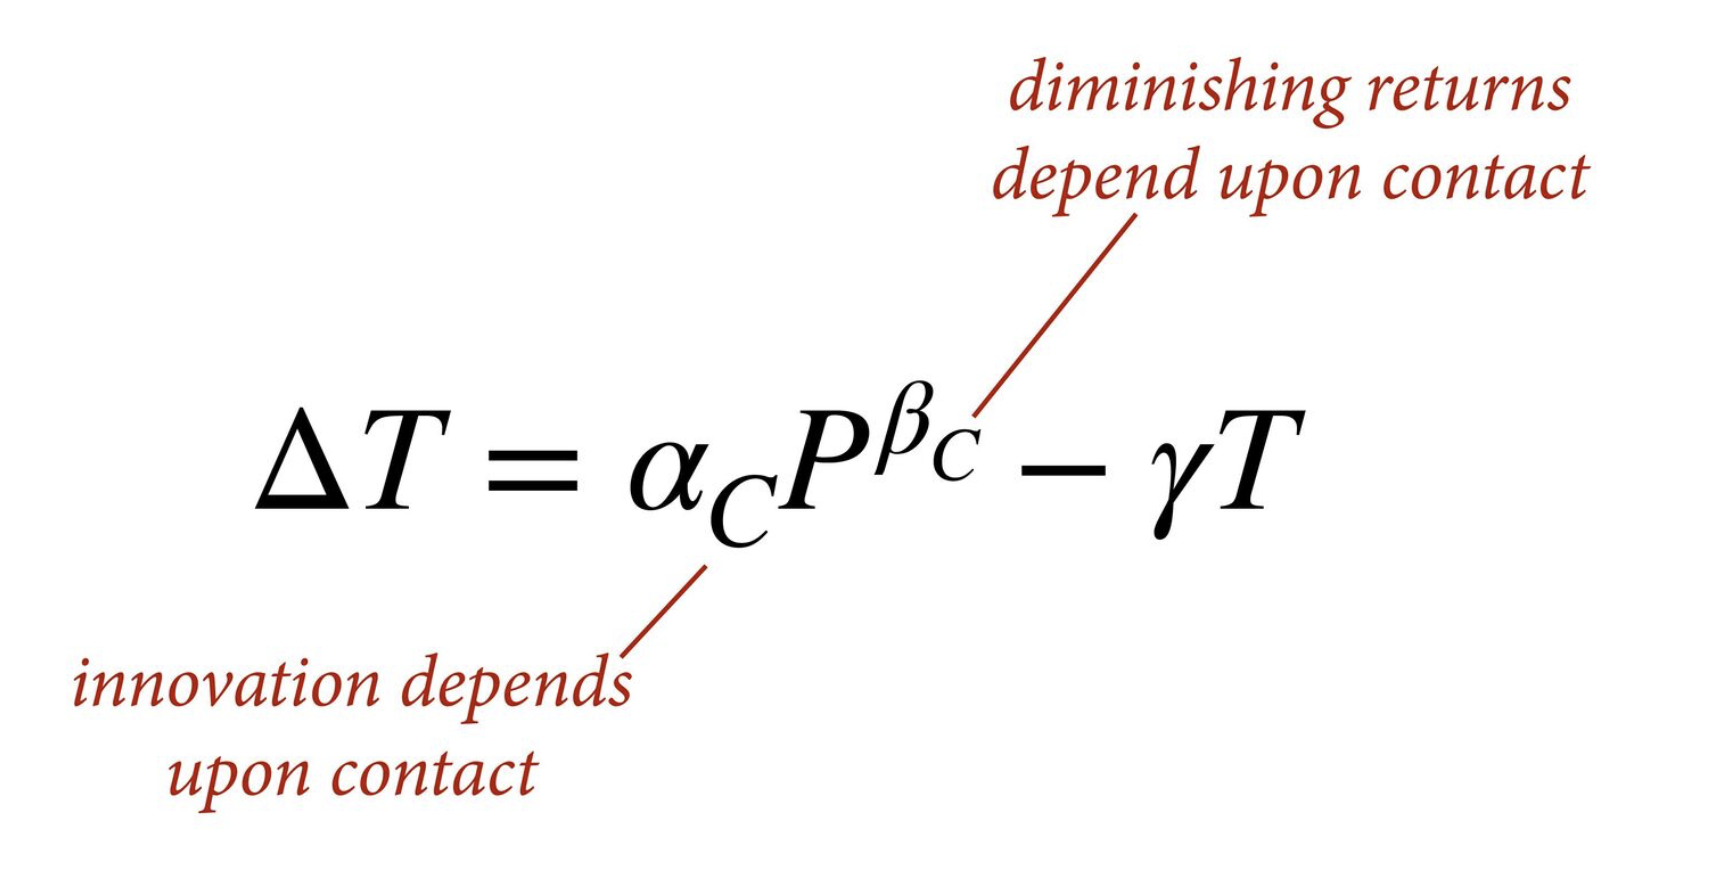 diminishing returns
depend upon contact
ΔT = α_C P^{β_C} − γT
innovation depends
upon contact